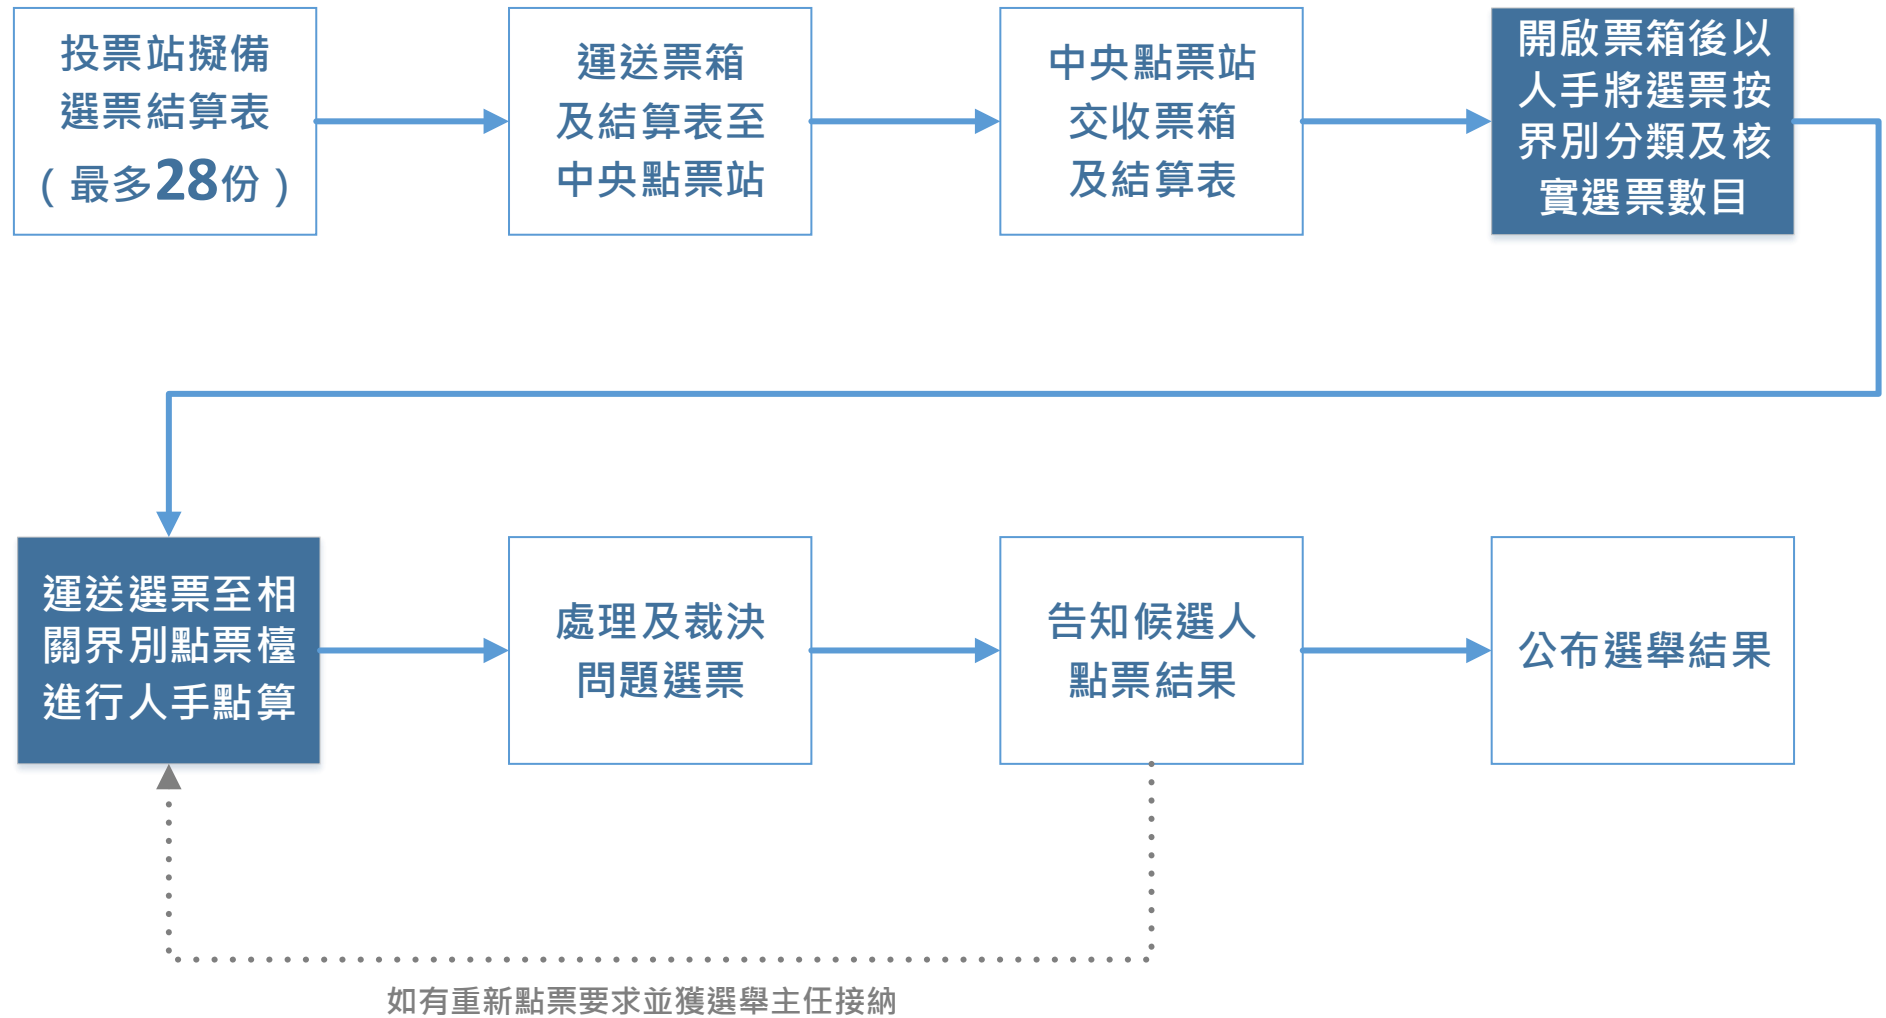 投票站擬備
選票結算表
（最多28份）
運送票箱
及結算表至
中央點票站
中央點票站
交收票箱
及結算表
開啟票箱後以
人手將選票按
界別分類及核
實選票數目
運送選票至相
關界別點票檯
進行人手點算
處理及裁決
問題選票
告知候選人
點票結果
公布選舉結果
如有重新點票要求並獲選舉主任接納